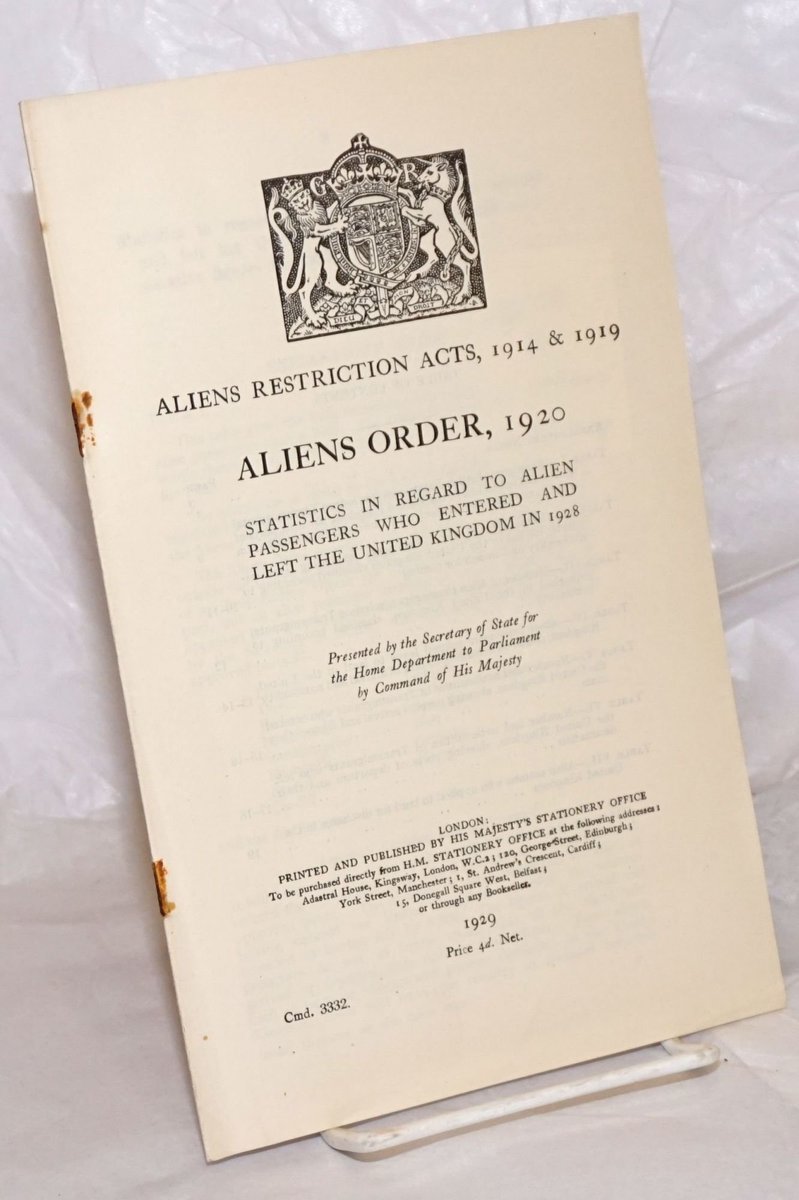 G R
DIEU ET MON DROIT
ALIENS RESTRICTION ACTS, 1914 & 1919
ALIENS ORDER, 1920
STATISTICS IN REGARD TO ALIEN
PASSENGERS WHO ENTERED AND
LEFT THE UNITED KINGDOM IN 1928
Presented by the Secretary of State for
the Home Department to Parliament
by Command of His Majesty
LONDON:
PRINTED AND PUBLISHED BY HIS MAJESTY'S STATIONERY OFFICE
To be purchased directly from H.M. STATIONERY OFFICE at the following addresses:
Adastral House, Kingsway, London, W.C.2; 120, George Street, Edinburgh;
York Street, Manchester; 1, St. Andrew's Crescent, Cardiff;
15, Donegall Square West, Belfast;
or through any Bookseller.
1929
Price 4d. Net.
Cmd. 3332.